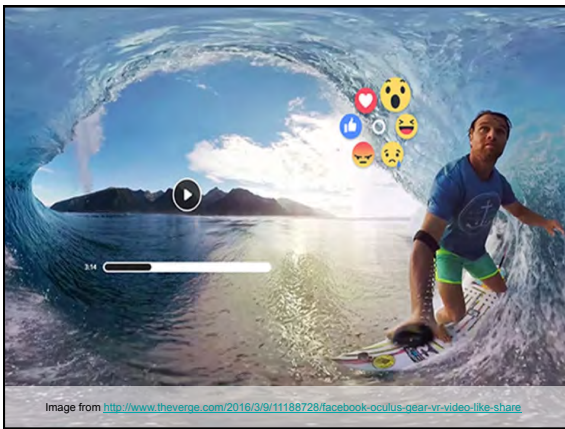 3:14
Image from http://www.theverge.com/2016/3/9/11188728/facebook-oculus-gear-vr-video-like-share